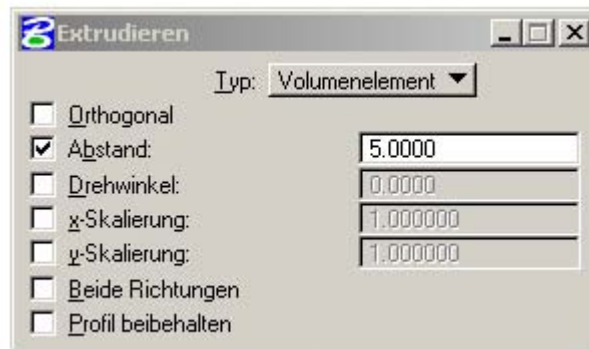 Extrudieren
Typ: Volumenelement
Orthogonal
Abstand: 5.0000
Drehwinkel: 0.0000
x-Skalierung: 1.000000
y-Skalierung: 1.000000
Beide Richtungen
Profil beibehalten